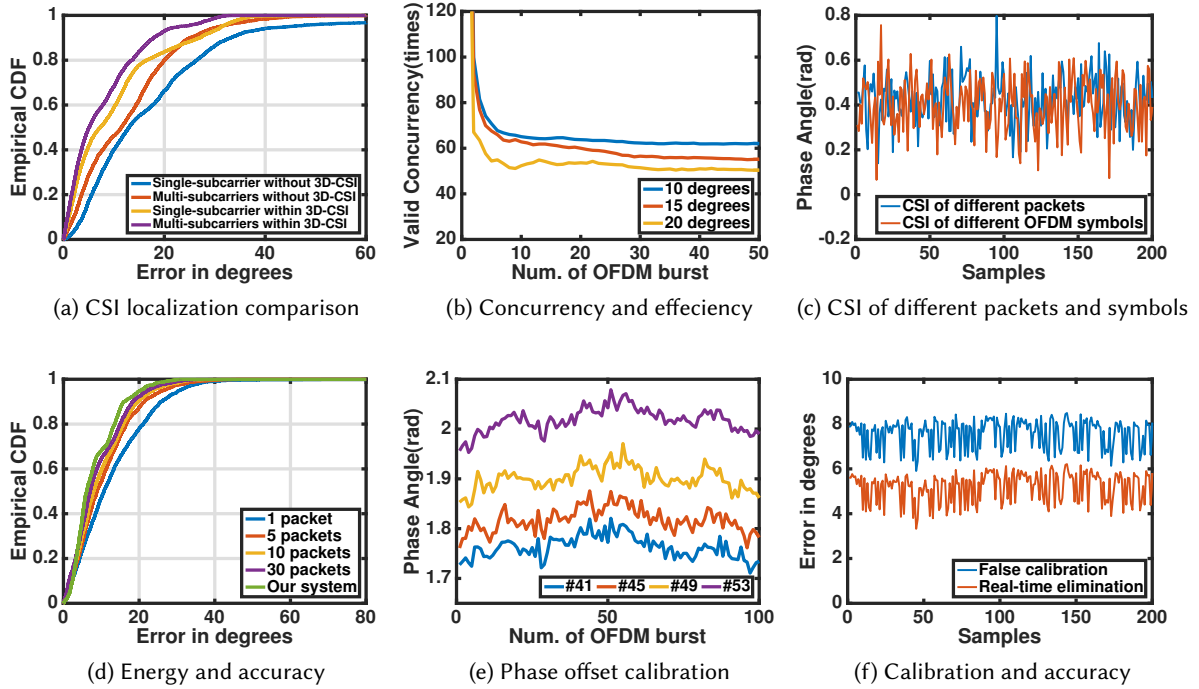 Empirical CDF
1
0.8
0.6
0.4
0.2
0
Single-subcarrier without 3D-CSI
Multi-subcarriers without 3D-CSI
Single-subcarrier within 3D-CSI
Multi-subcarriers within 3D-CSI
0 20 40 60
Error in degrees
(a) CSI localization comparison
Valid Concurrency(times)
120
100
80
60
40
20
10 degrees
15 degrees
20 degrees
0 10 20 30 40 50
Num. of OFDM burst
(b) Concurrency and effeciency
Phase Angle(rad)
0.8
0.6
0.4
0.2
0
-0.2
CSI of different packets
CSI of different OFDM symbols
0 50 100 150 200
Samples
(c) CSI of different packets and symbols
Empirical CDF
1
0.8
0.6
0.4
0.2
0
1 packet
5 packets
10 packets
30 packets
Our system
0 20 40 60 80
Error in degrees
(d) Energy and accuracy
Phase Angle(rad)
2.1
2
1.9
1.8
1.7
#41 #45 #49 #53
0 50 100
Num. of OFDM burst
(e) Phase offset calibration
Error in degrees
10
8
6
4
2
0
False calibration
Real-time elimination
0 50 100 150 200
Samples
(f) Calibration and accuracy